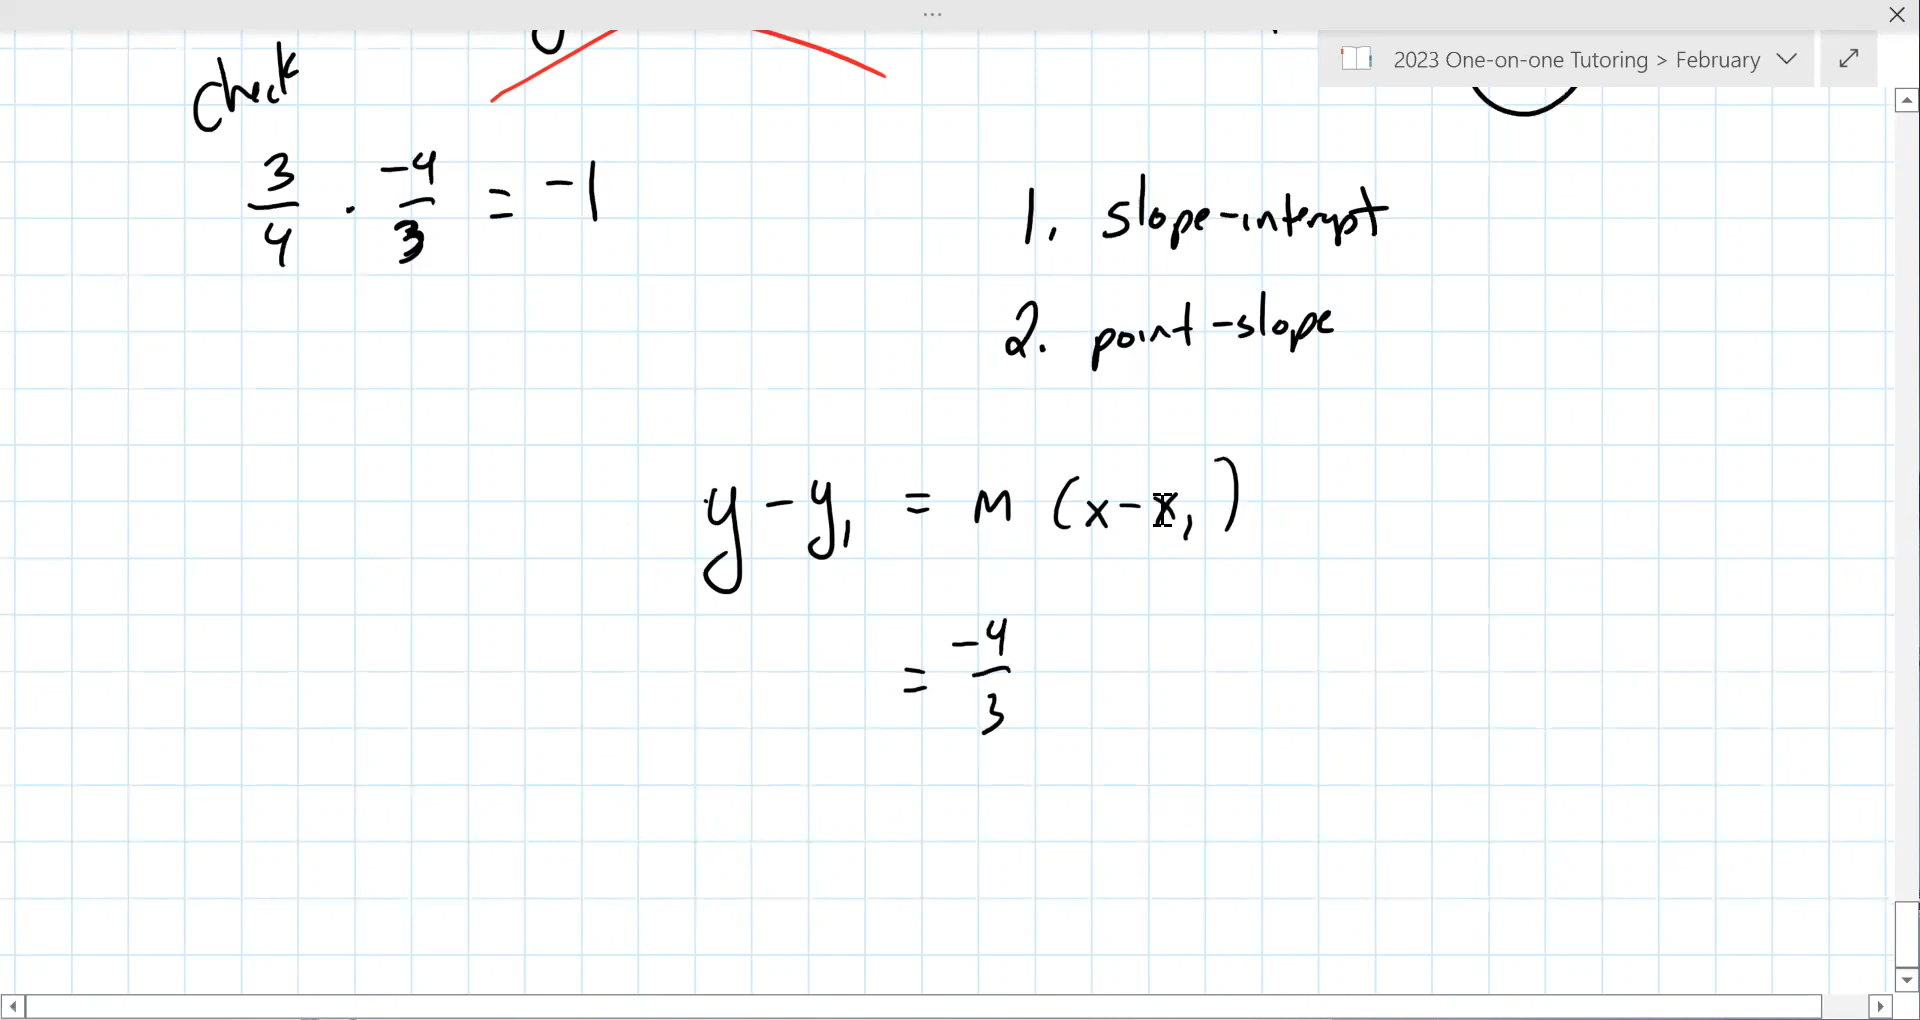 2023 One-on-one Tutoring > February
check
3/4 · -4/3 = -1
1. slope-intercpt
2. point-slope
y - y₁ = m (x - x₁)
= -4/3